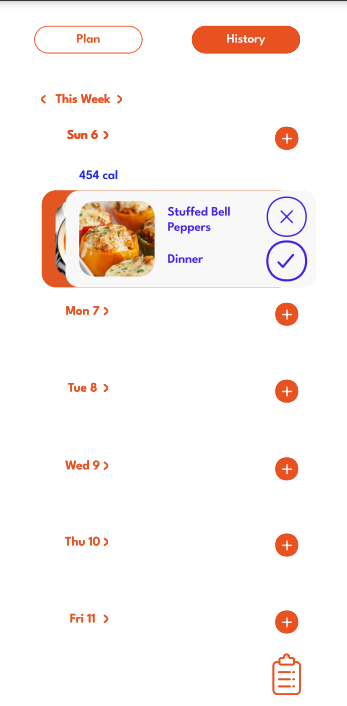 Plan
History
This Week
Sun 6
454 cal
Stuffed Bell
Peppers
Dinner
Mon 7
Tue 8
Wed 9
Thu 10
Fri 11